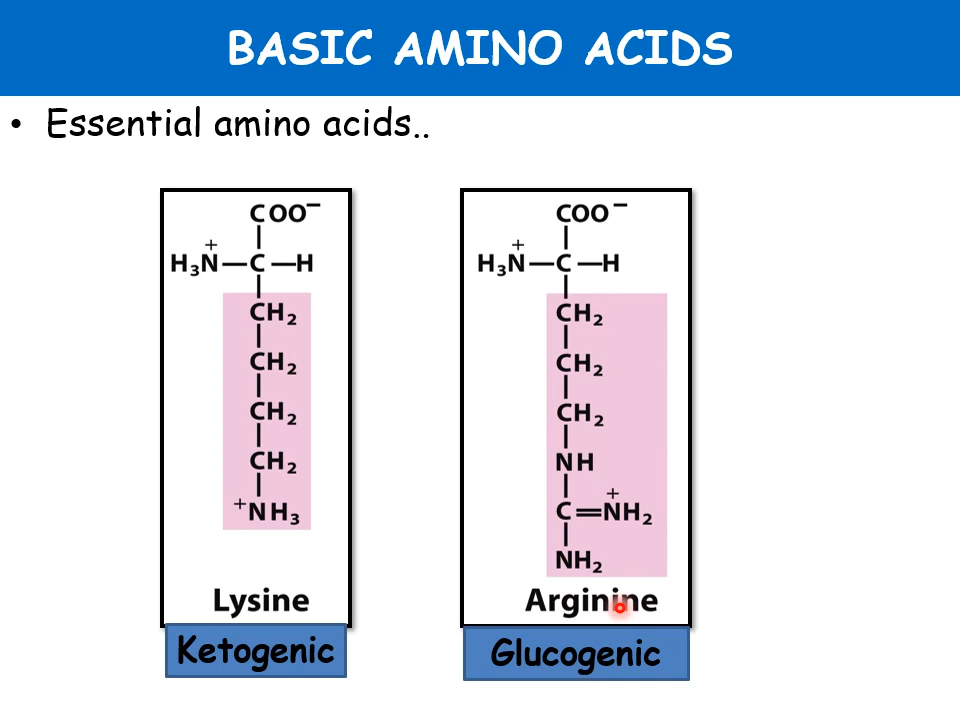 BASIC AMINO ACIDS
• Essential amino acids..
COO⁻
H₃N⁺—C—H
CH₂
CH₂
CH₂
CH₂
⁺NH₃
Lysine
Ketogenic
COO⁻
H₃N⁺—C—H
CH₂
CH₂
CH₂
NH
C=N⁺H₂
NH₂
Arginine
Glucogenic